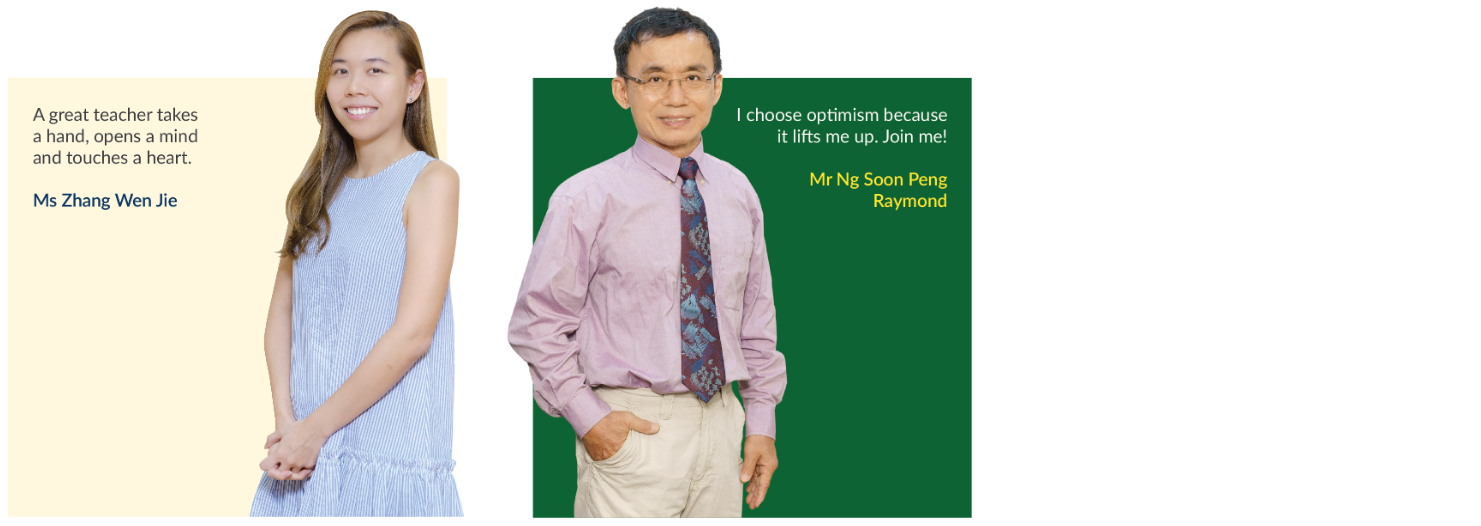 A great teacher takes
a hand, opens a mind
and touches a heart.
Ms Zhang Wen Jie
I choose optimism because
it lifts me up. Join me!
Mr Ng Soon Peng
Raymond